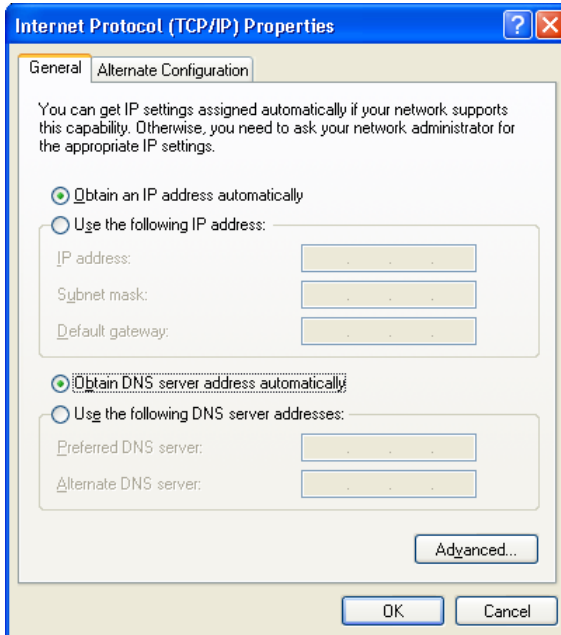 Internet Protocol (TCP/IP) Properties
General
Alternate Configuration
You can get IP settings assigned automatically if your network supports
this capability. Otherwise, you need to ask your network administrator for
the appropriate IP settings.
Obtain an IP address automatically
Use the following IP address:
IP address:
Subnet mask:
Default gateway:
Obtain DNS server address automatically
Use the following DNS server addresses:
Preferred DNS server:
Alternate DNS server:
Advanced...
OK
Cancel